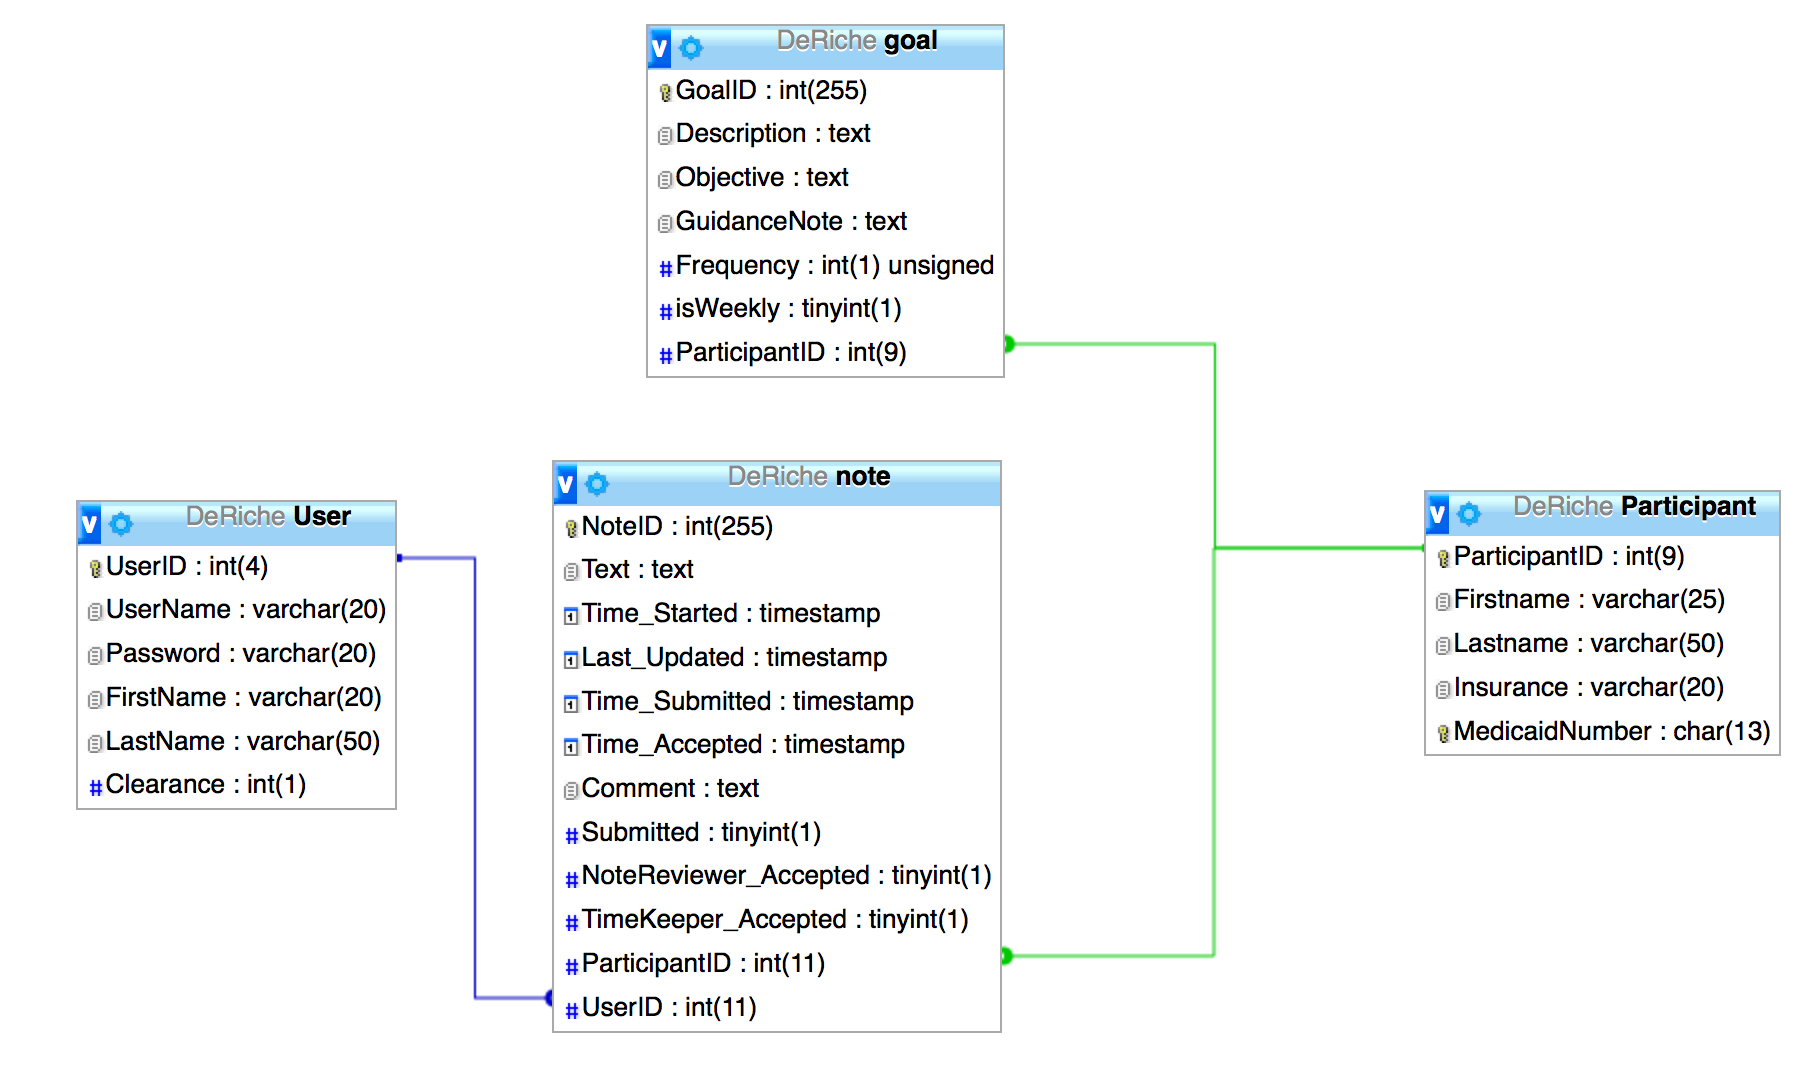 v DeRiche goal
GoalID : int(255)
Description : text
Objective : text
GuidanceNote : text
# Frequency : int(1) unsigned
# isWeekly : tinyint(1)
# ParticipantID : int(9)
v DeRiche User
UserID : int(4)
UserName : varchar(20)
Password : varchar(20)
FirstName : varchar(20)
LastName : varchar(50)
# Clearance : int(1)
v DeRiche note
NoteID : int(255)
Text : text
Time_Started : timestamp
Last_Updated : timestamp
Time_Submitted : timestamp
Time_Accepted : timestamp
Comment : text
# Submitted : tinyint(1)
# NoteReviewer_Accepted : tinyint(1)
# TimeKeeper_Accepted : tinyint(1)
# ParticipantID : int(11)
# UserID : int(11)
v DeRiche Participant
ParticipantID : int(9)
Firstname : varchar(25)
Lastname : varchar(50)
Insurance : varchar(20)
MedicaidNumber : char(13)